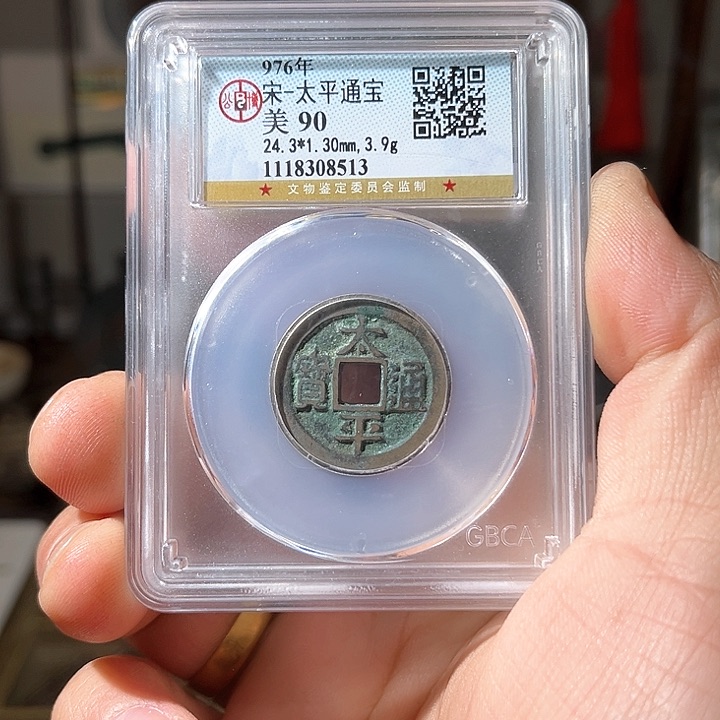 976年
宋-太平通宝
美 90
24.3*1.30mm,3.9g
1118308513
★ 文物鉴定委员会监制 ★
太
寶 通
平
GBCA